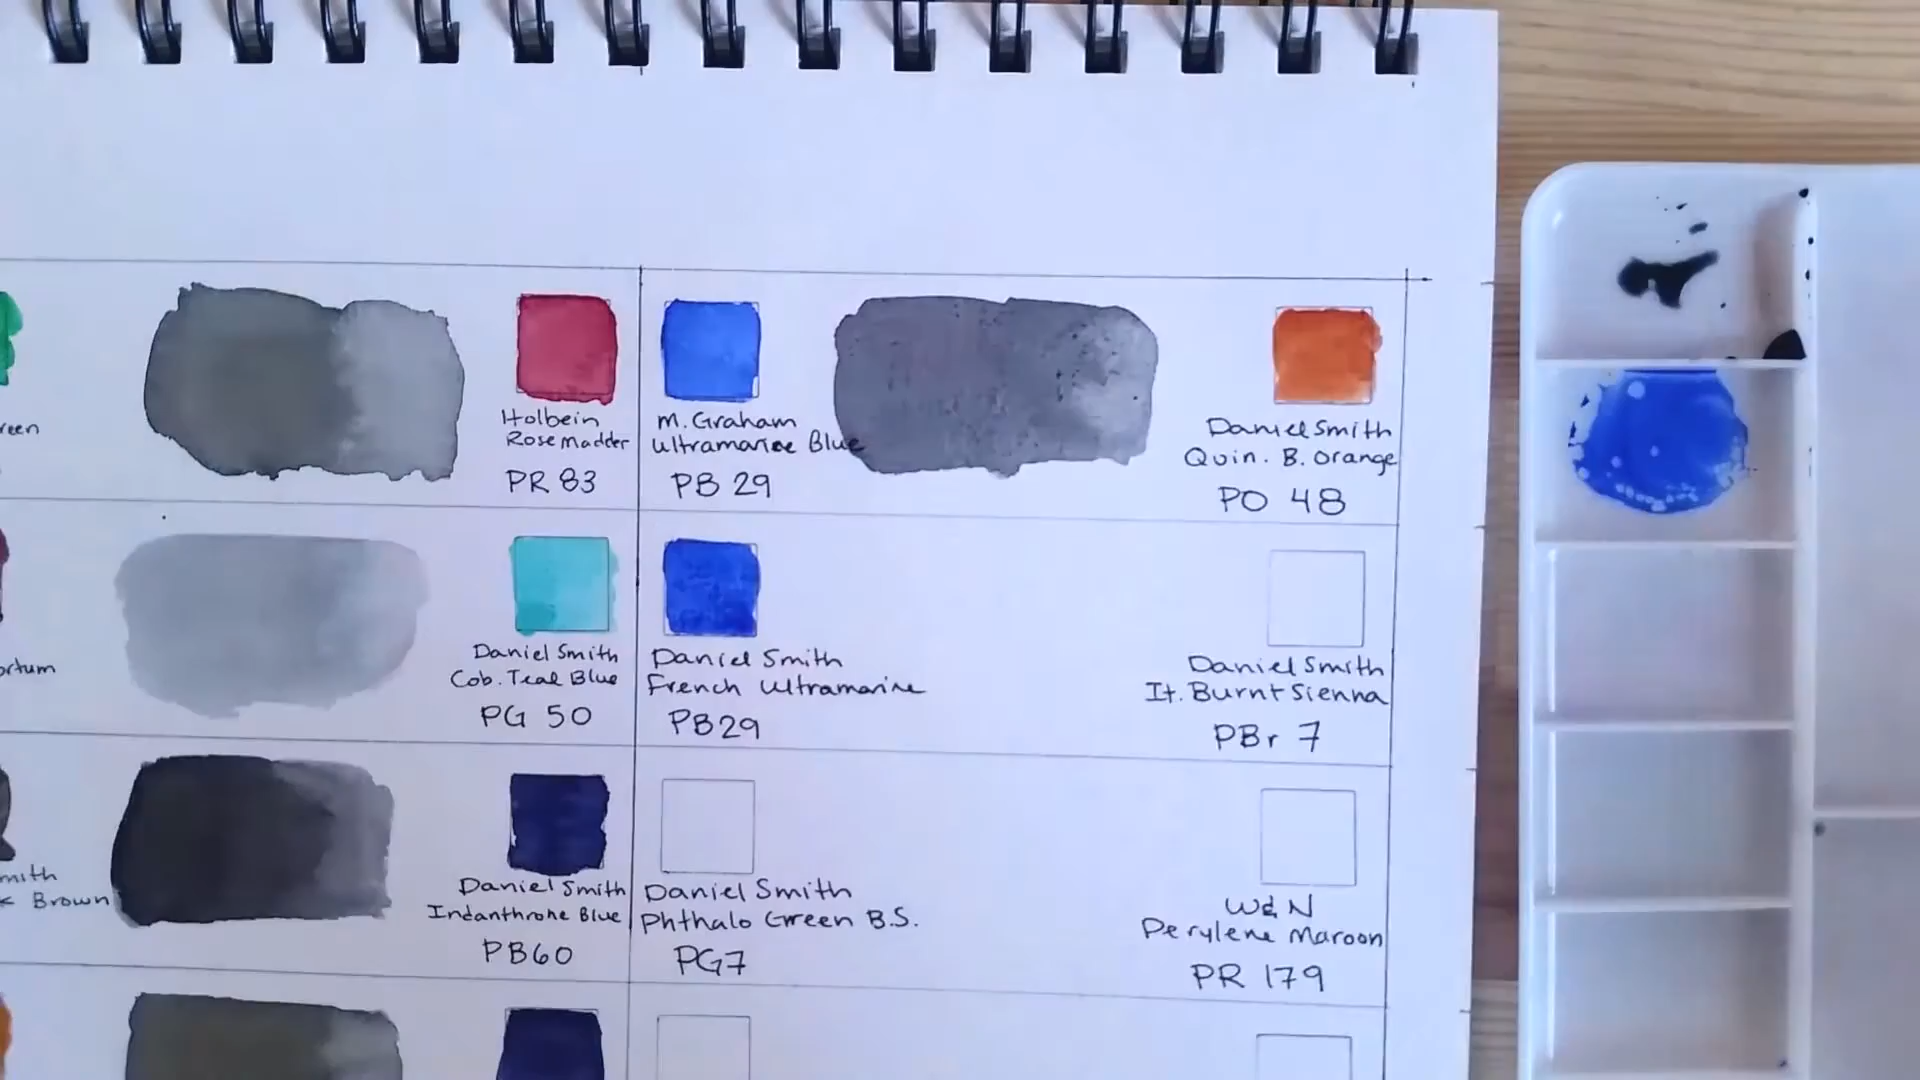 reen
Holbein
Rose Madder
PR 83
M. Graham
Ultramarine Blue
PB 29
Daniel Smith
Quin. B. Orange
PO 48
ortum
Daniel Smith
Cob. Teal Blue
PG 50
Daniel Smith
French Ultramarine
PB29
Daniel Smith
It. Burnt Sienna
PBr 7
mith
Brown
Daniel Smith
Indanthrone Blue
PB60
Daniel Smith
Phthalo Green B.S.
PG7
W&N
Perylene Maroon
PR 179